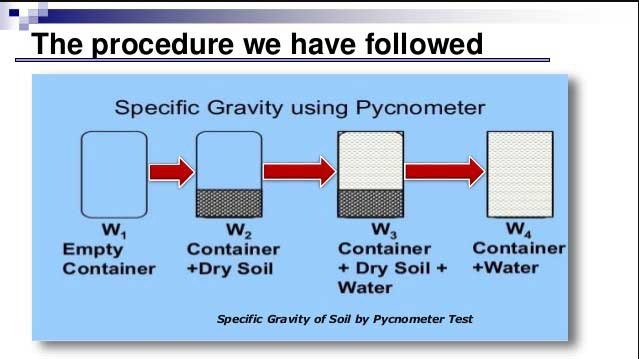 The procedure we have followed
Specific Gravity using Pycnometer
W1
Empty
Container
W2
Container
+Dry Soil
W3
Container
+ Dry Soil +
Water
W4
Container
+Water
Specific Gravity of Soil by Pycnometer Test